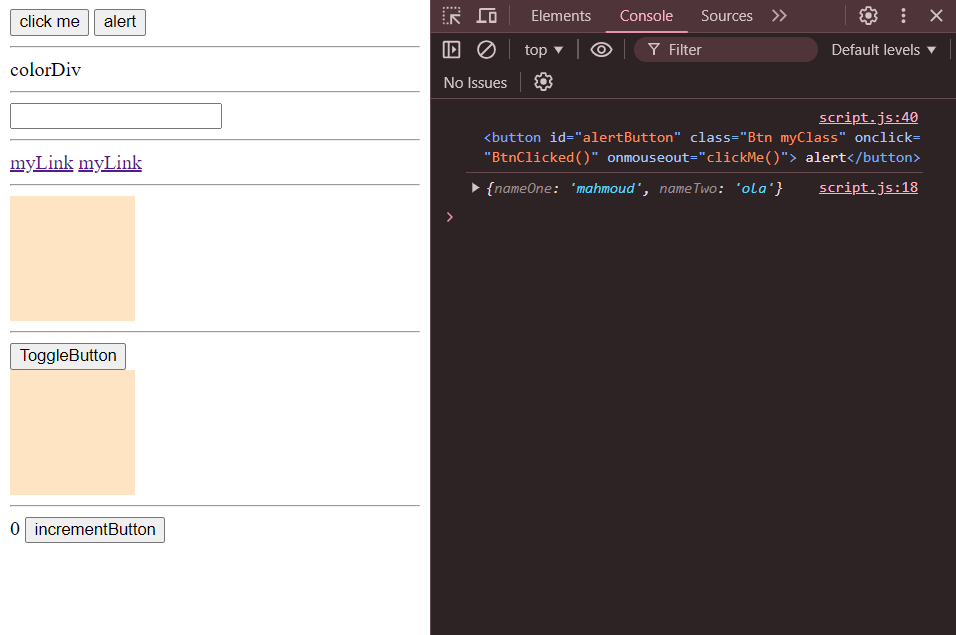 click me alert
colorDiv
myLink myLink
ToggleButton
0 incrementButton
Elements Console Sources
top Filter Default levels
No Issues
script.js:40
<button id="alertButton" class="Btn myClass" onclick=
"BtnClicked()" onmouseout="clickMe()"> alert</button>
{nameOne: 'mahmoud', nameTwo: 'ola'} script.js:18